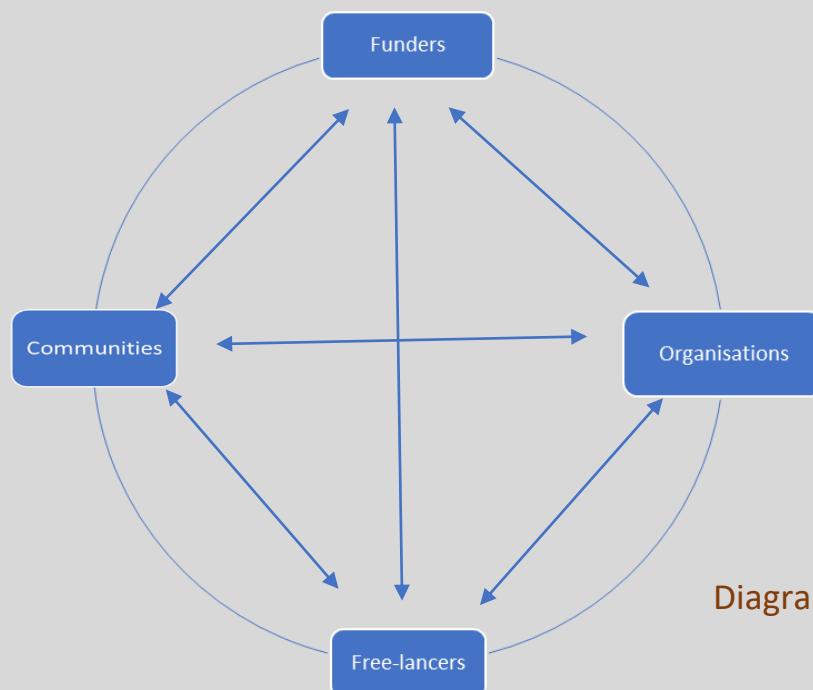 Funders
Communities
Organisations
Diagra
Free-lancers